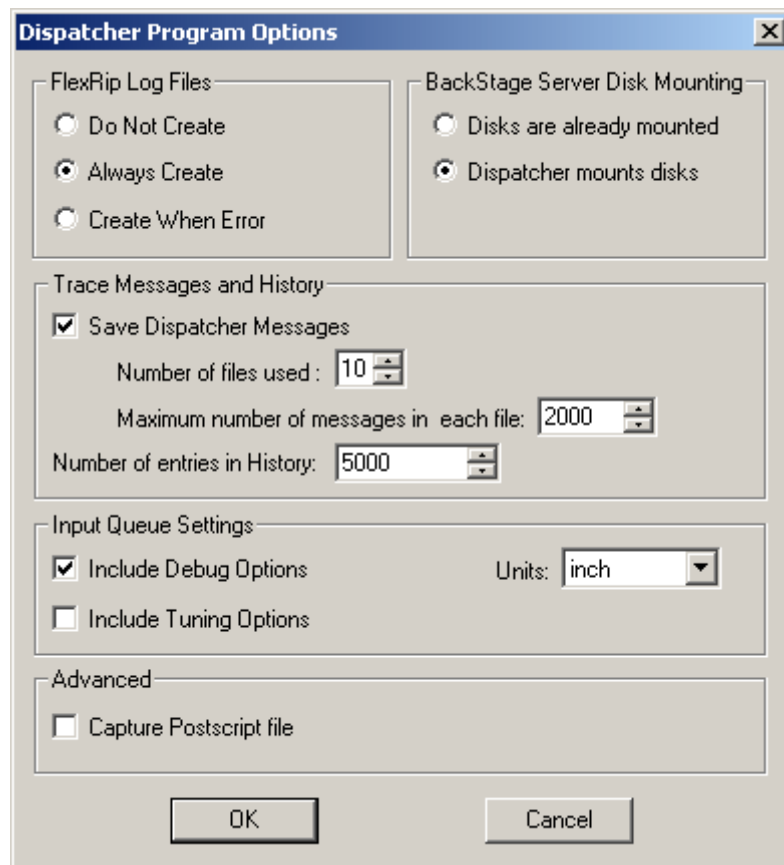 Dispatcher Program Options
FlexRip Log Files
Do Not Create
Always Create
Create When Error
BackStage Server Disk Mounting
Disks are already mounted
Dispatcher mounts disks
Trace Messages and History
Save Dispatcher Messages
Number of files used : 10
Maximum number of messages in each file: 2000
Number of entries in History: 5000
Input Queue Settings
Include Debug Options
Units: inch
Include Tuning Options
Advanced
Capture Postscript file
OK
Cancel